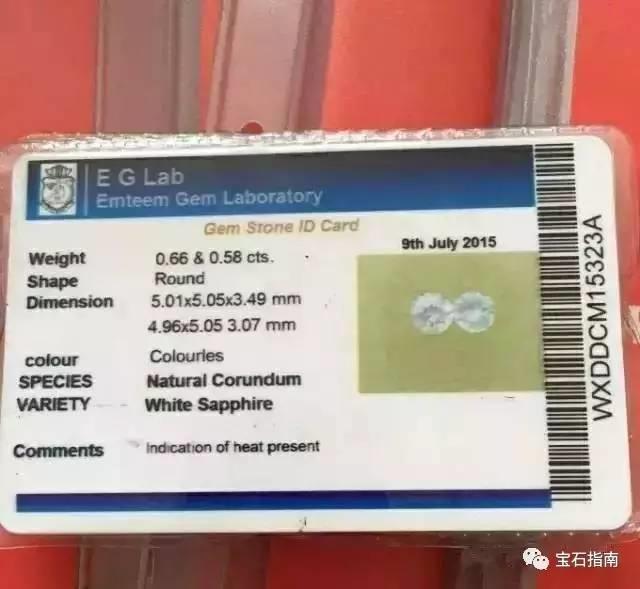 E G Lab
Emteem Gem Laboratory
Gem Stone ID Card
9th July 2015
Weight 0.66 & 0.58 cts.
Shape Round
Dimension 5.01x5.05x3.49 mm
4.96x5.05 3.07 mm
colour Colourles
SPECIES Natural Corundum
VARIETY White Sapphire
Comments Indication of heat present
WXDDCM15323A
宝石指南